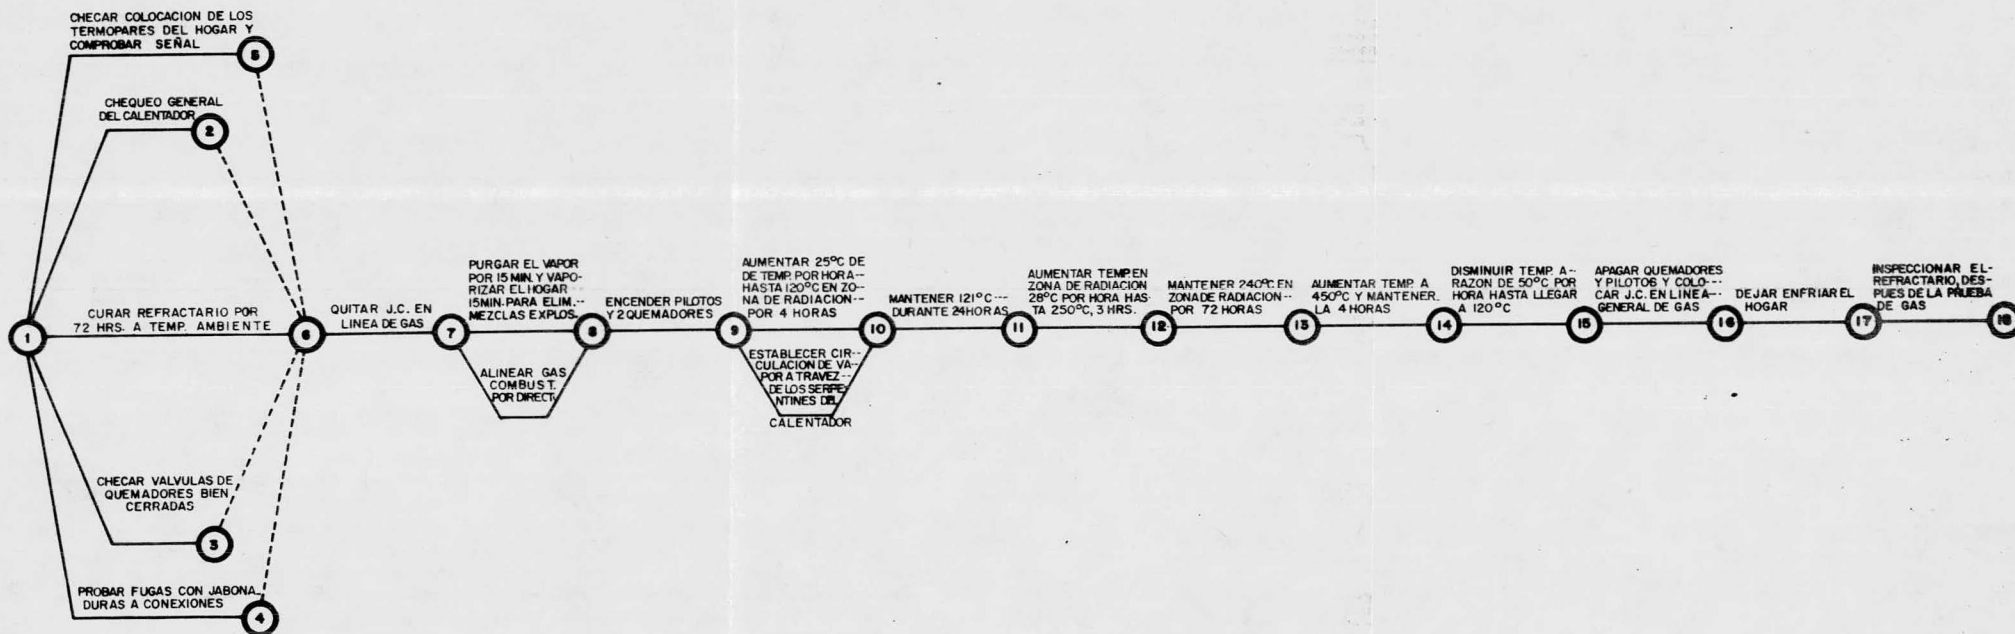 CHECAR COLOCACION DE LOS
TERMOPARES DEL HOGAR Y
COMPROBAR SEÑAL
5
CHEQUEO GENERAL
DEL CALENTADOR
2
1
CURAR REFRACTARIO POR
72 HRS. A TEMP. AMBIENTE
6
CHECAR VALVULAS DE
QUEMADORES BIEN
CERRADAS
3
PROBAR FUGAS CON JABONA-
DURAS A CONEXIONES
4
QUITAR J.C. EN
LINEA DE GAS
7
PURGAR EL VAPOR
POR 15 MIN. Y VAPO-
RIZAR EL HOGAR
15MIN. PARA ELIM.--
MEZCLAS EXPLOS.
ALINEAR GAS
COMBUST.
POR DIRECT.
8
ENCENDER PILOTOS
Y 2 QUEMADORES
9
AUMENTAR 25°C DE
DE TEMP. POR HORA--
HASTA 120°C EN ZO-
NA DE RADIACION--
POR 4 HORAS
ESTABLECER CIR--
CULACION DE VA--
POR A TRAVEZ--
DE LOS SERPE-
NTINES DEL
CALENTADOR
10
MANTENER 121°C---
DURANTE 24HORAS
11
AUMENTAR TEMP. EN
ZONA DE RADIACION
28°C POR HORA HAS-
TA 250°C, 3 HRS.
12
MANTENER 240°C. EN
ZONA DE RADIACION--
POR 72 HORAS
13
AUMENTAR TEMP. A
450°C Y MANTENER-
LA 4 HORAS
14
DISMINUIR TEMP. A--
RAZON DE 50°C POR
HORA HASTA LLEGAR
A 120°C
15
APAGAR QUEMADORES
Y PILOTOS Y COLO---
CAR J.C. EN LINEA--
GENERAL DE GAS
16
DEJAR ENFRIAR EL
HOGAR
17
INSPECCIONAR EL-
REFRACTARIO, DES-
PUES DE LA PRUEBA
DE GAS
18